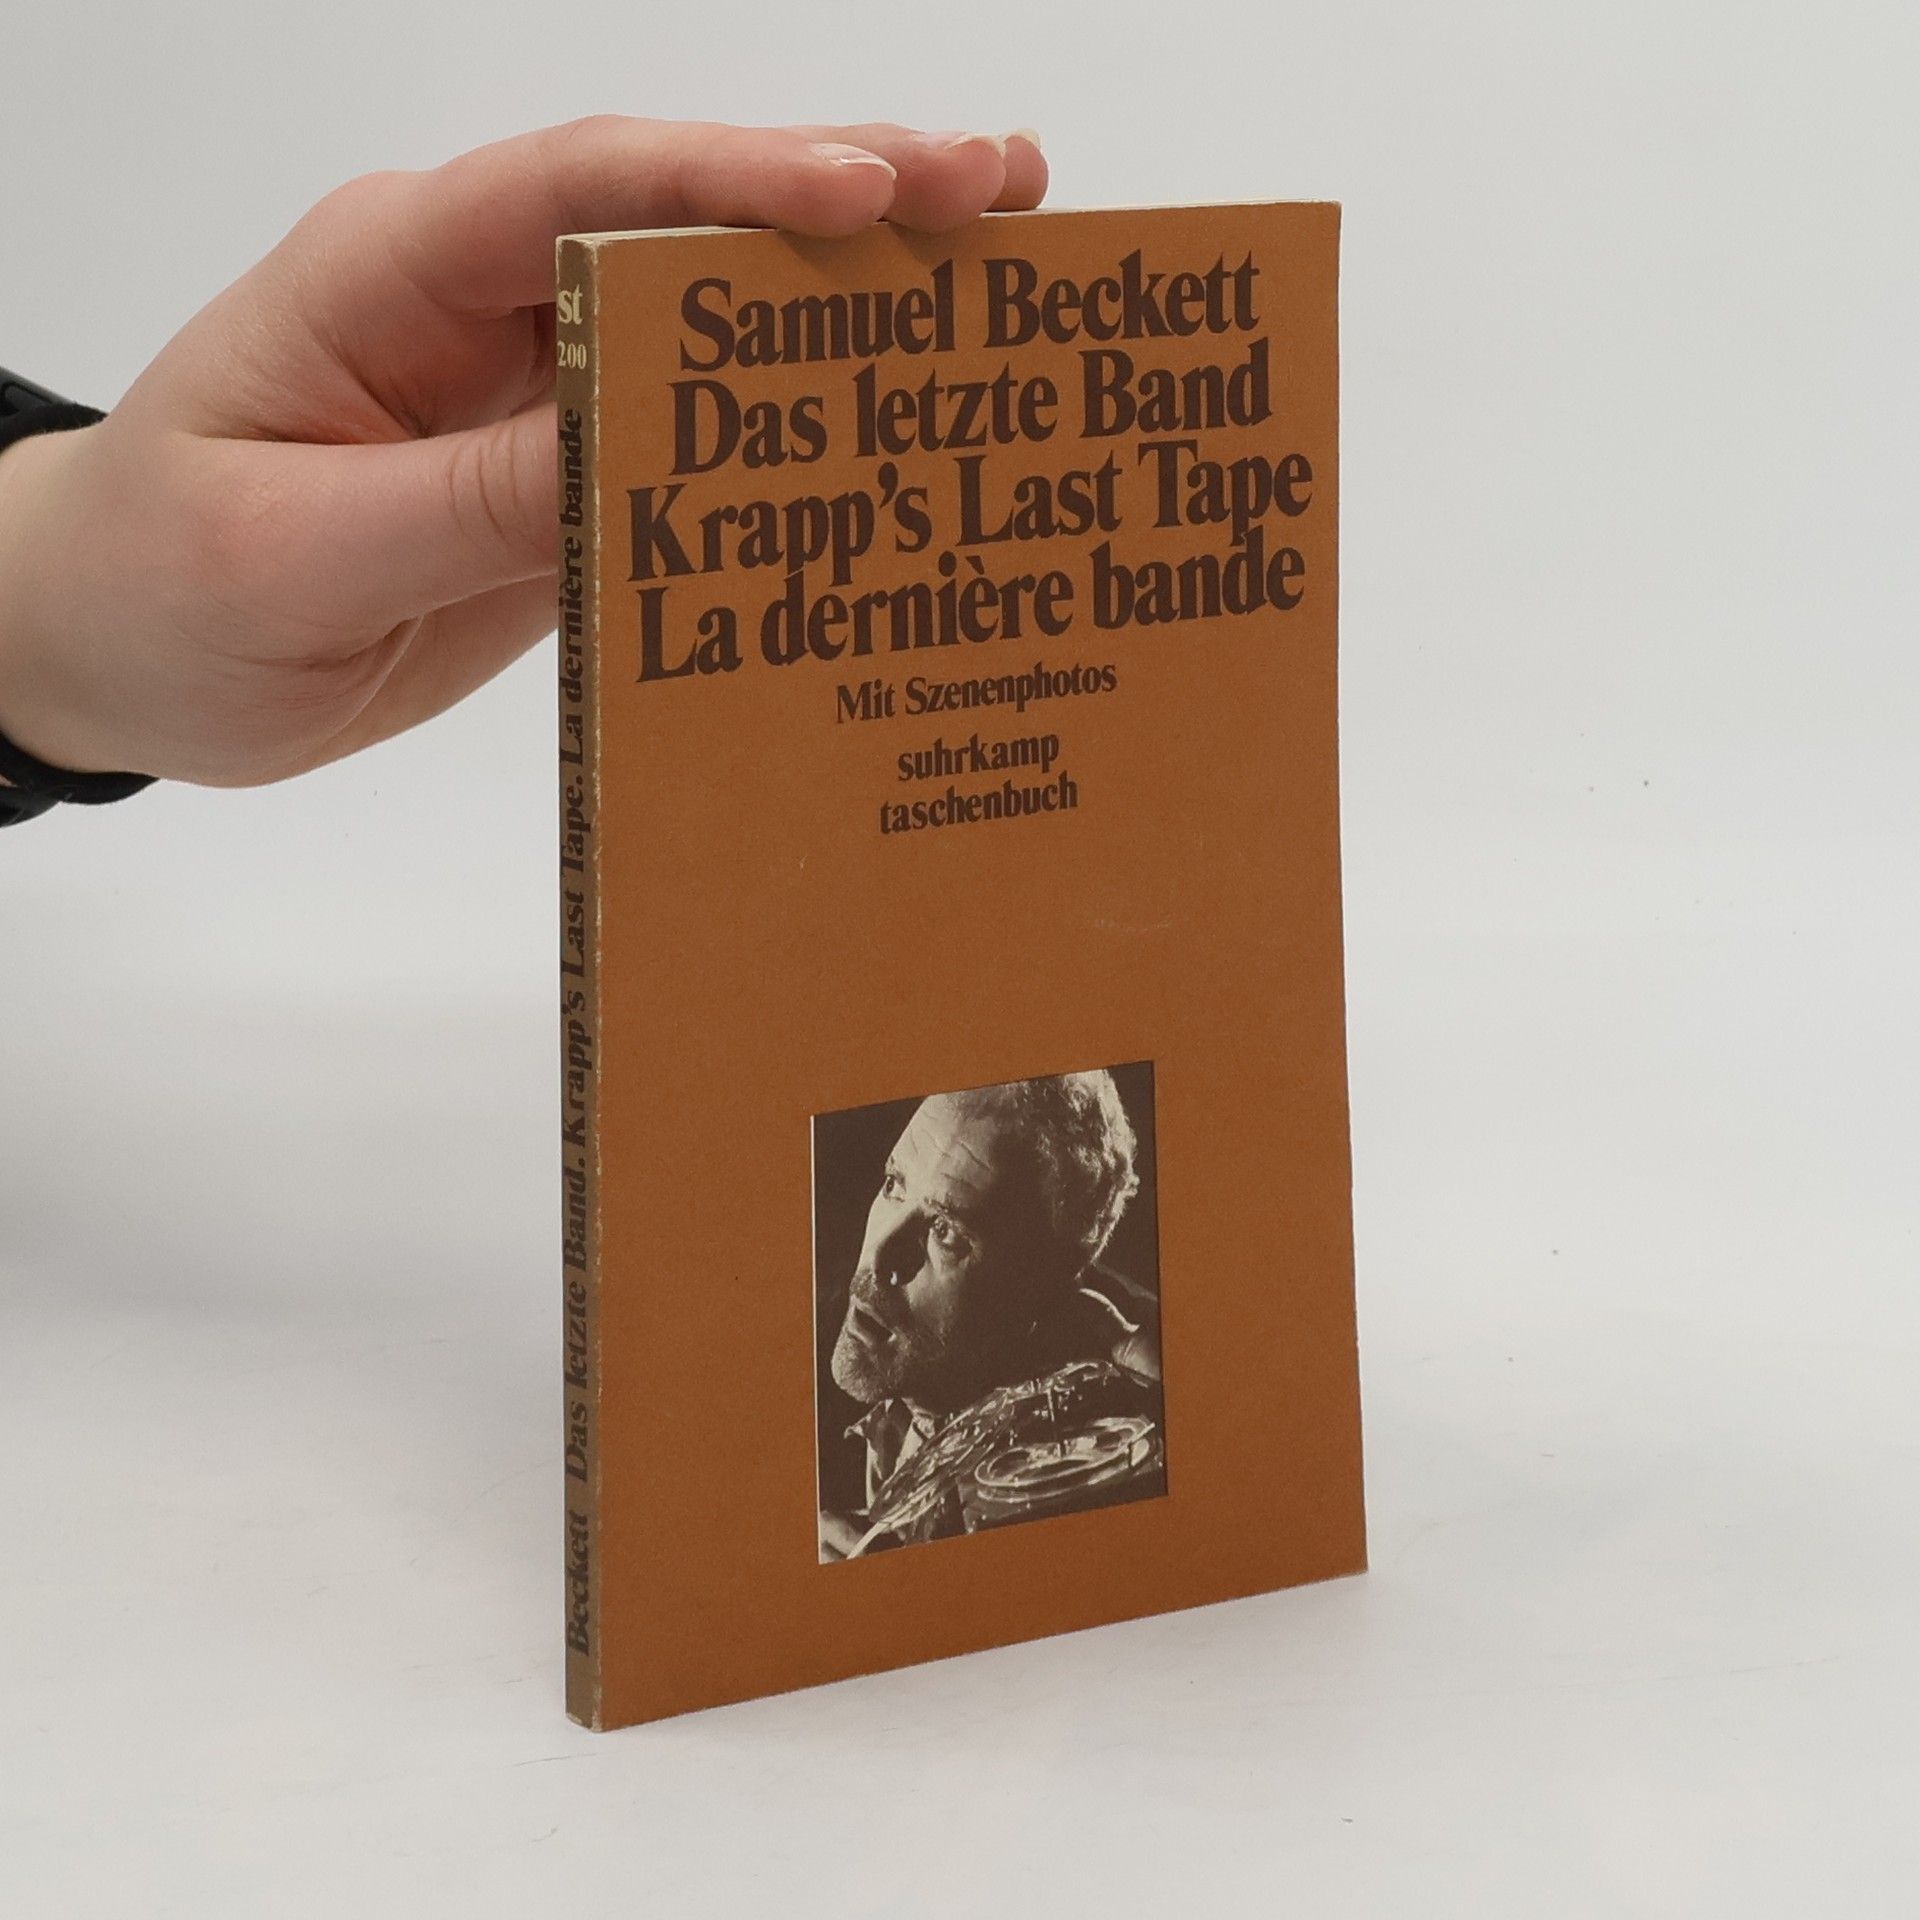 Samuel Beckett
Das letzte Band
Krapp's Last Tape
La dernière bande
Mit Szenenphotos
suhrkamp
taschenbuch
st
200
Beckett Das letzte Band. Krapp's Last Tape. La dernière bande